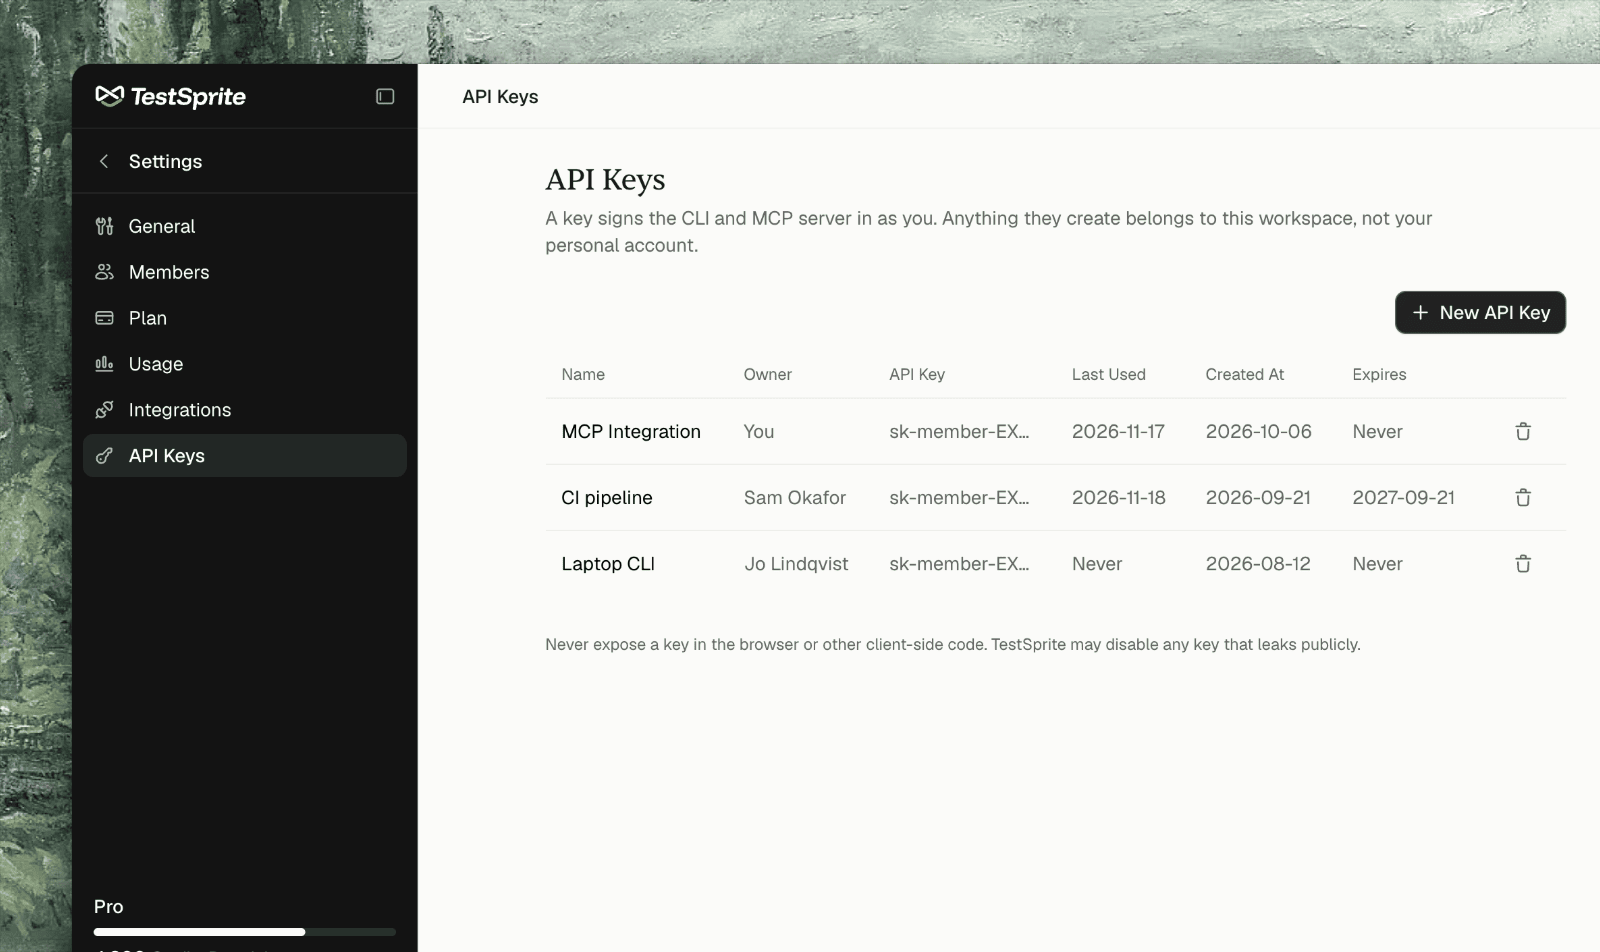 TestSprite
API Keys
Settings
General
Members
Plan
Usage
Integrations
API Keys
Pro
API Keys
A key signs the CLI and MCP server in as you. Anything they create belongs to this workspace, not your
personal account.
New API Key
Name Owner API Key Last Used Created At Expires
MCP Integration You sk-member-EX... 2026-11-17 2026-10-06 Never
CI pipeline Sam Okafor sk-member-EX... 2026-11-18 2026-09-21 2027-09-21
Laptop CLI Jo Lindqvist sk-member-EX... Never 2026-08-12 Never
Never expose a key in the browser or other client-side code. TestSprite may disable any key that leaks publicly.